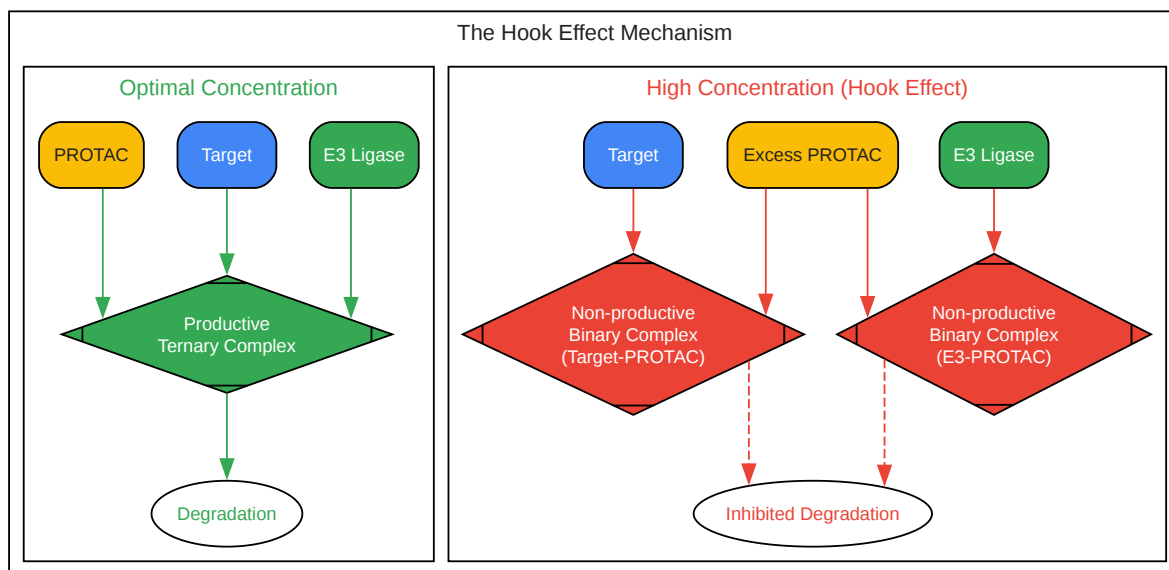 The Hook Effect Mechanism
Optimal Concentration
PROTAC
Target
E3 Ligase
Productive
Ternary Complex
Degradation
High Concentration (Hook Effect)
Target
Excess PROTAC
E3 Ligase
Non-productive
Binary Complex
(Target-PROTAC)
Non-productive
Binary Complex
(E3-PROTAC)
Inhibited Degradation